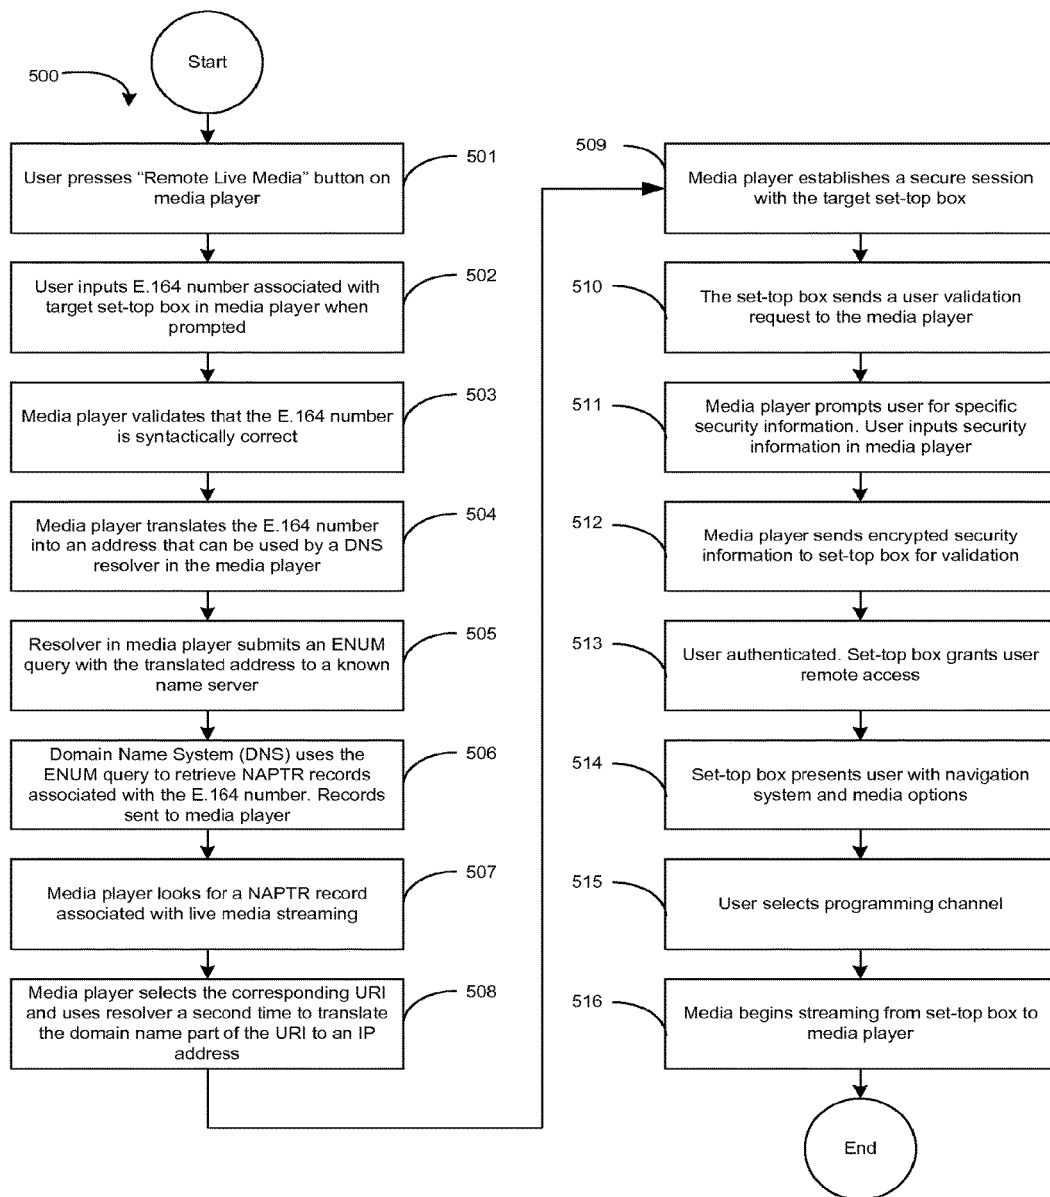 Start
500
User presses “Remote Live Media” button on
media player
501
User inputs E.164 number associated with
target set-top box in media player when
prompted
502
Media player validates that the E.164 number
is syntactically correct
503
Media player translates the E.164 number
into an address that can be used by a DNS
resolver in the media player
504
Resolver in media player submits an ENUM
query with the translated address to a known
name server
505
Domain Name System (DNS) uses the
ENUM query to retrieve NAPTR records
associated with the E.164 number. Records
sent to media player
506
Media player looks for a NAPTR record
associated with live media streaming
507
Media player selects the corresponding URI
and uses resolver a second time to translate
the domain name part of the URI to an IP
address
508
509
Media player establishes a secure session
with the target set-top box
510
The set-top box sends a user validation
request to the media player
511
Media player prompts user for specific
security information. User inputs security
information in media player
512
Media player sends encrypted security
information to set-top box for validation
513
User authenticated. Set-top box grants user
remote access
514
Set-top box presents user with navigation
system and media options
515
User selects programming channel
516
Media begins streaming from set-top box to
media player
End